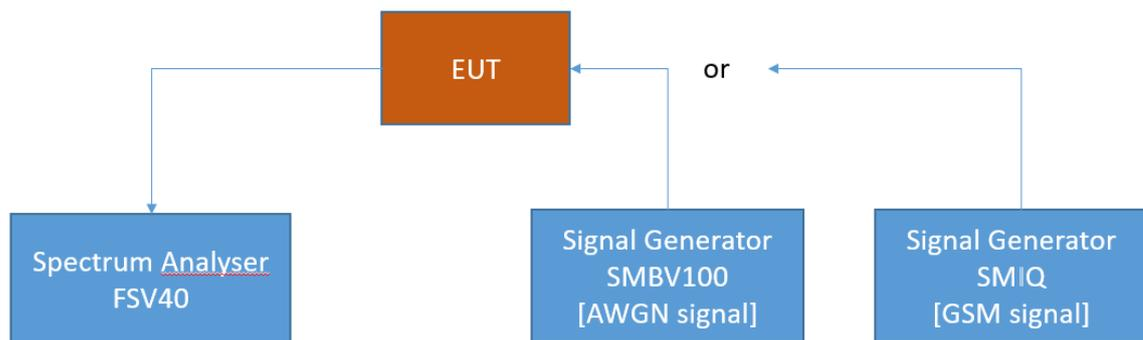 EUT
or
Spectrum Analyser
FSV40
Signal Generator
SMBV100
[AWGN signal]
Signal Generator
SMIQ
[GSM signal]